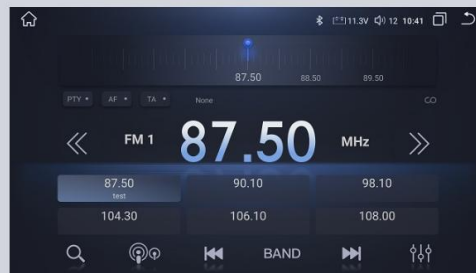 11.3V 12 10:41
87.50 88.50 89.50
PTY AF TA None
FM 1 87.50 MHz
87.50 90.10 98.10
test
104.30 106.10 108.00
BAND